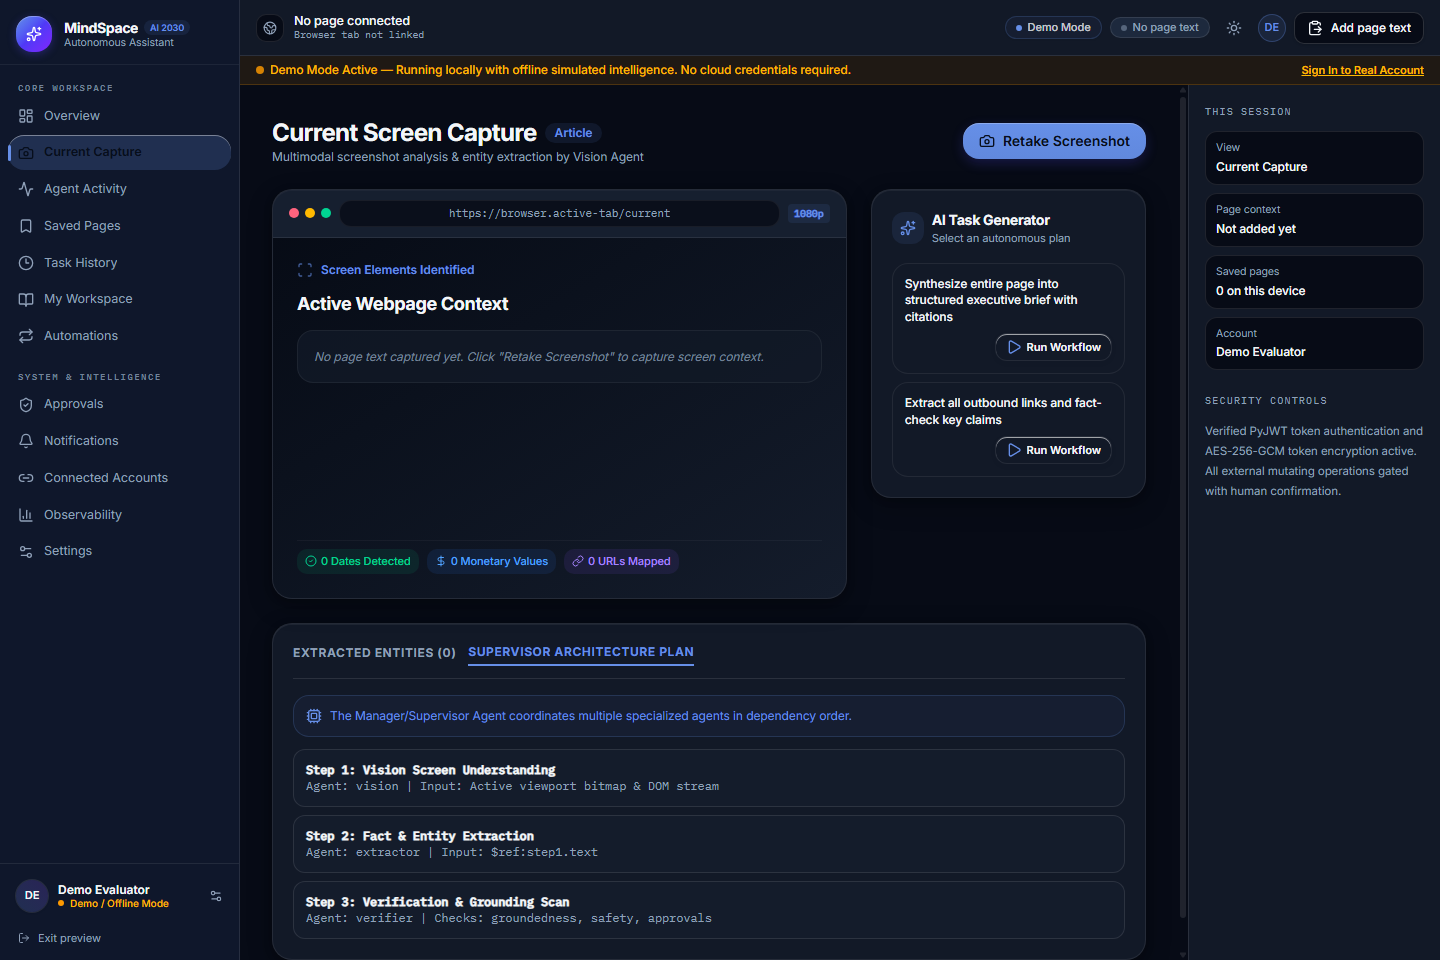 MindSpace AI 2030
Autonomous Assistant
CORE WORKSPACE
Overview
Current Capture
Agent Activity
Saved Pages
Task History
My Workspace
Automations
SYSTEM & INTELLIGENCE
Approvals
Notifications
Connected Accounts
Observability
Settings
DE
Demo Evaluator
Demo / Offline Mode
Exit preview
No page connected
Browser tab not linked
Demo Mode
No page text
DE
Add page text
Demo Mode Active — Running locally with offline simulated intelligence. No cloud credentials required.
Sign In to Real Account
Current Screen Capture Article
Multimodal screenshot analysis & entity extraction by Vision Agent
Retake Screenshot
https://browser.active-tab/current
1080p
Screen Elements Identified
Active Webpage Context
No page text captured yet. Click "Retake Screenshot" to capture screen context.
0 Dates Detected
0 Monetary Values
0 URLs Mapped
AI Task Generator
Select an autonomous plan
Synthesize entire page into
structured executive brief with
citations
Run Workflow
Extract all outbound links and fact-
check key claims
Run Workflow
EXTRACTED ENTITIES (0)
SUPERVISOR ARCHITECTURE PLAN
The Manager/Supervisor Agent coordinates multiple specialized agents in dependency order.
Step 1: Vision Screen Understanding
Agent: vision | Input: Active viewport bitmap & DOM stream
Step 2: Fact & Entity Extraction
Agent: extractor | Input: $ref:step1.text
Step 3: Verification & Grounding Scan
Agent: verifier | Checks: groundedness, safety, approvals
THIS SESSION
View
Current Capture
Page context
Not added yet
Saved pages
0 on this device
Account
Demo Evaluator
SECURITY CONTROLS
Verified PyJWT token authentication and
AES-256-GCM token encryption active.
All external mutating operations gated
with human confirmation.